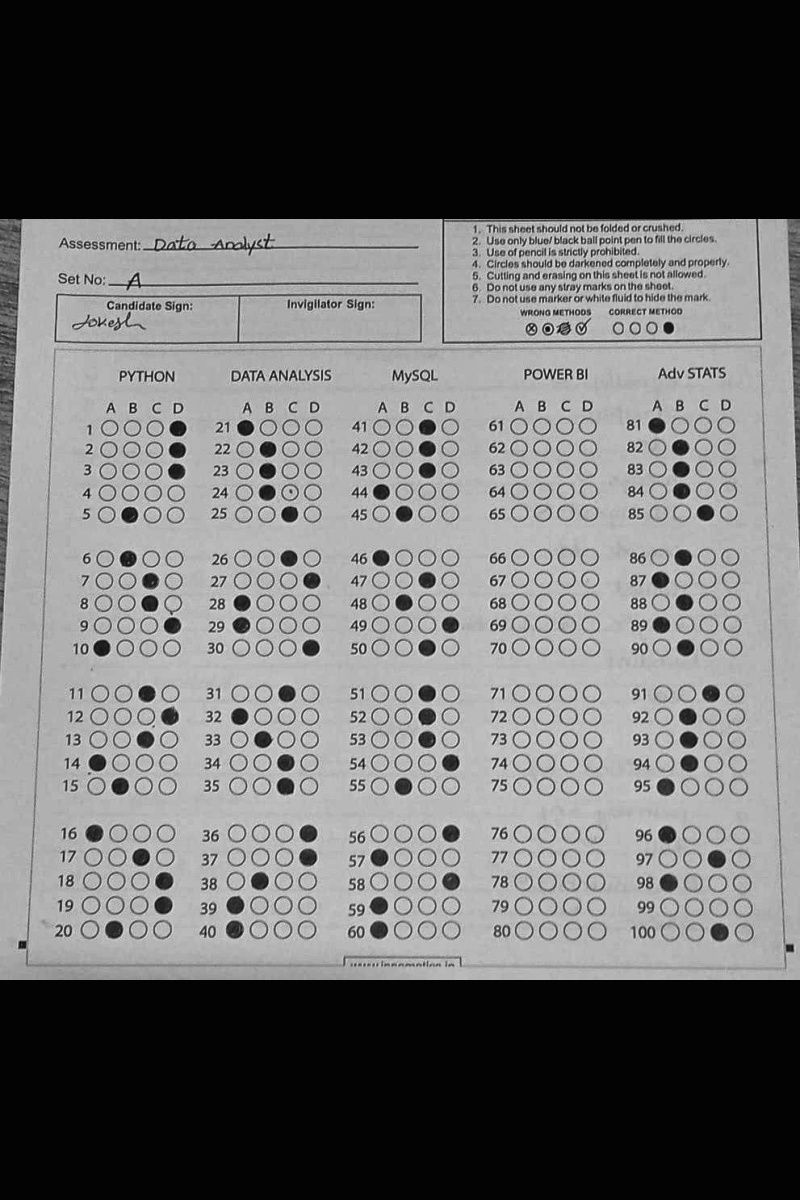 Assessment: Data Analyst
Set No: A
Candidate Sign:
Jokesh
Invigilator Sign:
1. This sheet should not be folded or crushed.
2. Use only blue/ black ball point pen to fill the circles.
3. Use of pencil is strictly prohibited.
4. Circles should be darkened completely and properly.
5. Cutting and erasing on this sheet is not allowed.
6. Do not use any stray marks on the sheet.
7. Do not use marker or white fluid to hide the mark.
WRONG METHODS CORRECT METHOD
PYTHON DATA ANALYSIS MySQL POWER BI Adv STATS
A B C D A B C D A B C D A B C D A B C D
1 21 41 61 81
2 22 42 62 82
3 23 43 63 83
4 24 44 64 84
5 25 45 65 85
6 26 46 66 86
7 27 47 67 87
8 28 48 68 88
9 29 49 69 89
10 30 50 70 90
11 31 51 71 91
12 32 52 72 92
13 33 53 73 93
14 34 54 74 94
15 35 55 75 95
16 36 56 76 96
17 37 57 77 97
18 38 58 78 98
19 39 59 79 99
20 40 60 80 100